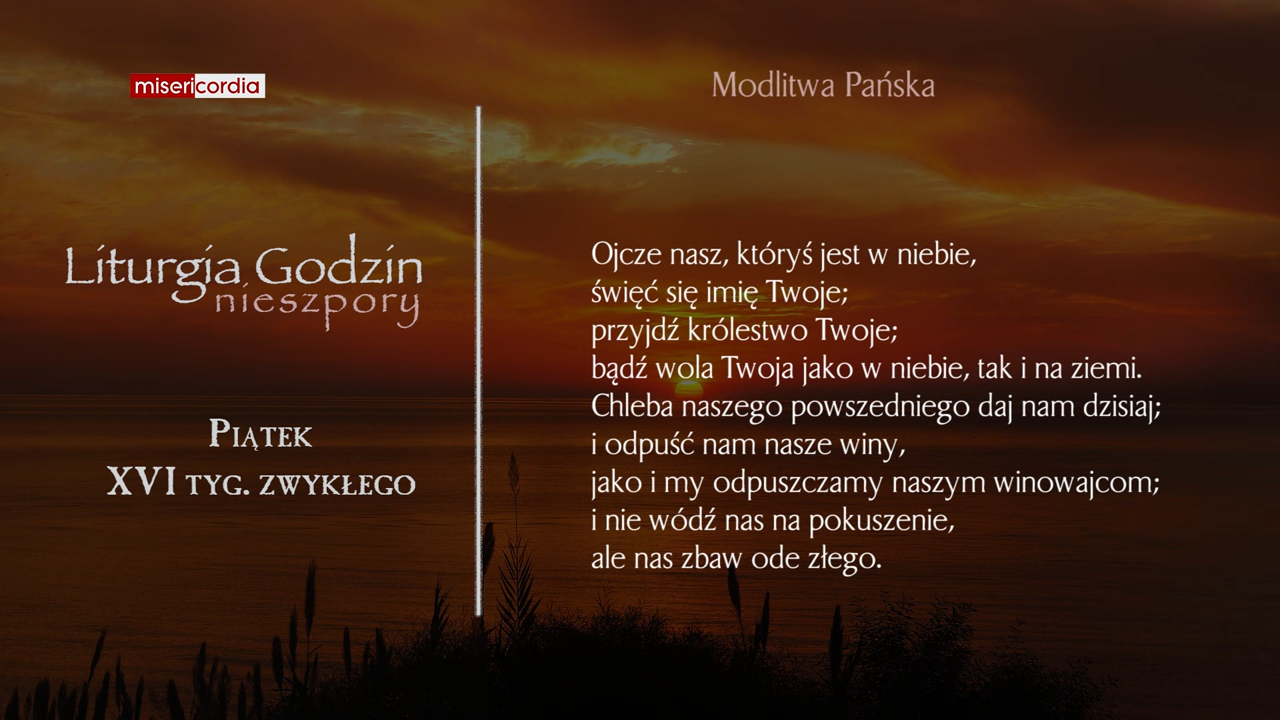 misericordia
Liturgia Godzin
nieszpory
Piątek
XVI tyg. zwykłego
Modlitwa Pańska
Ojcze nasz, któryś jest w niebie,
święć się imię Twoje;
przyjdź królestwo Twoje;
bądź wola Twoja jako w niebie, tak i na ziemi.
Chleba naszego powszedniego daj nam dzisiaj;
i odpuść nam nasze winy,
jako i my odpuszczamy naszym winowajcom;
i nie wódź nas na pokuszenie,
ale nas zbaw ode złego.